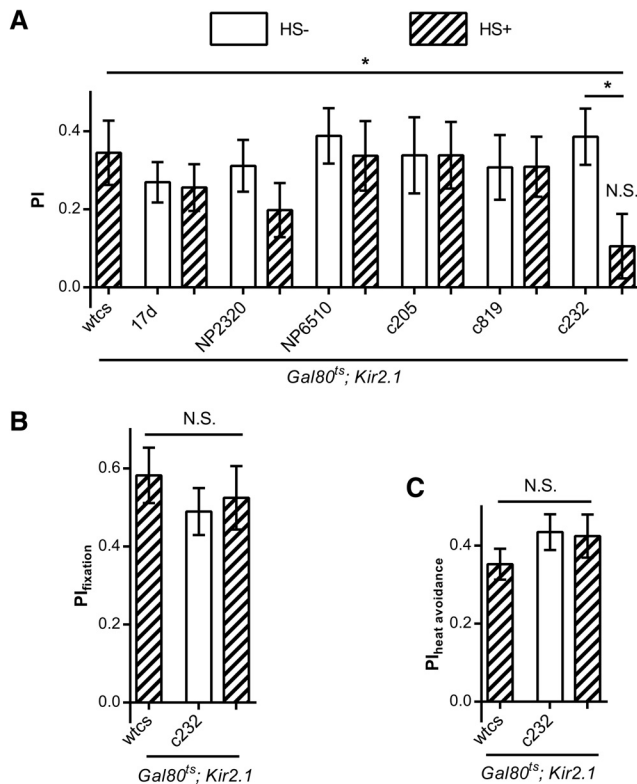 A
HS-
HS+
*
*
N.S.
PI
0.4
0.2
0.0
wtcs
17d
NP2320
NP6510
c205
c819
c232
Gal80ts; Kir2.1
B
N.S.
PIfixation
0.6
0.4
0.2
0.0
wtcs
c232
Gal80ts; Kir2.1
C
N.S.
PIheat avoidance
0.4
0.2
0.0
wtcs
c232
Gal80ts; Kir2.1